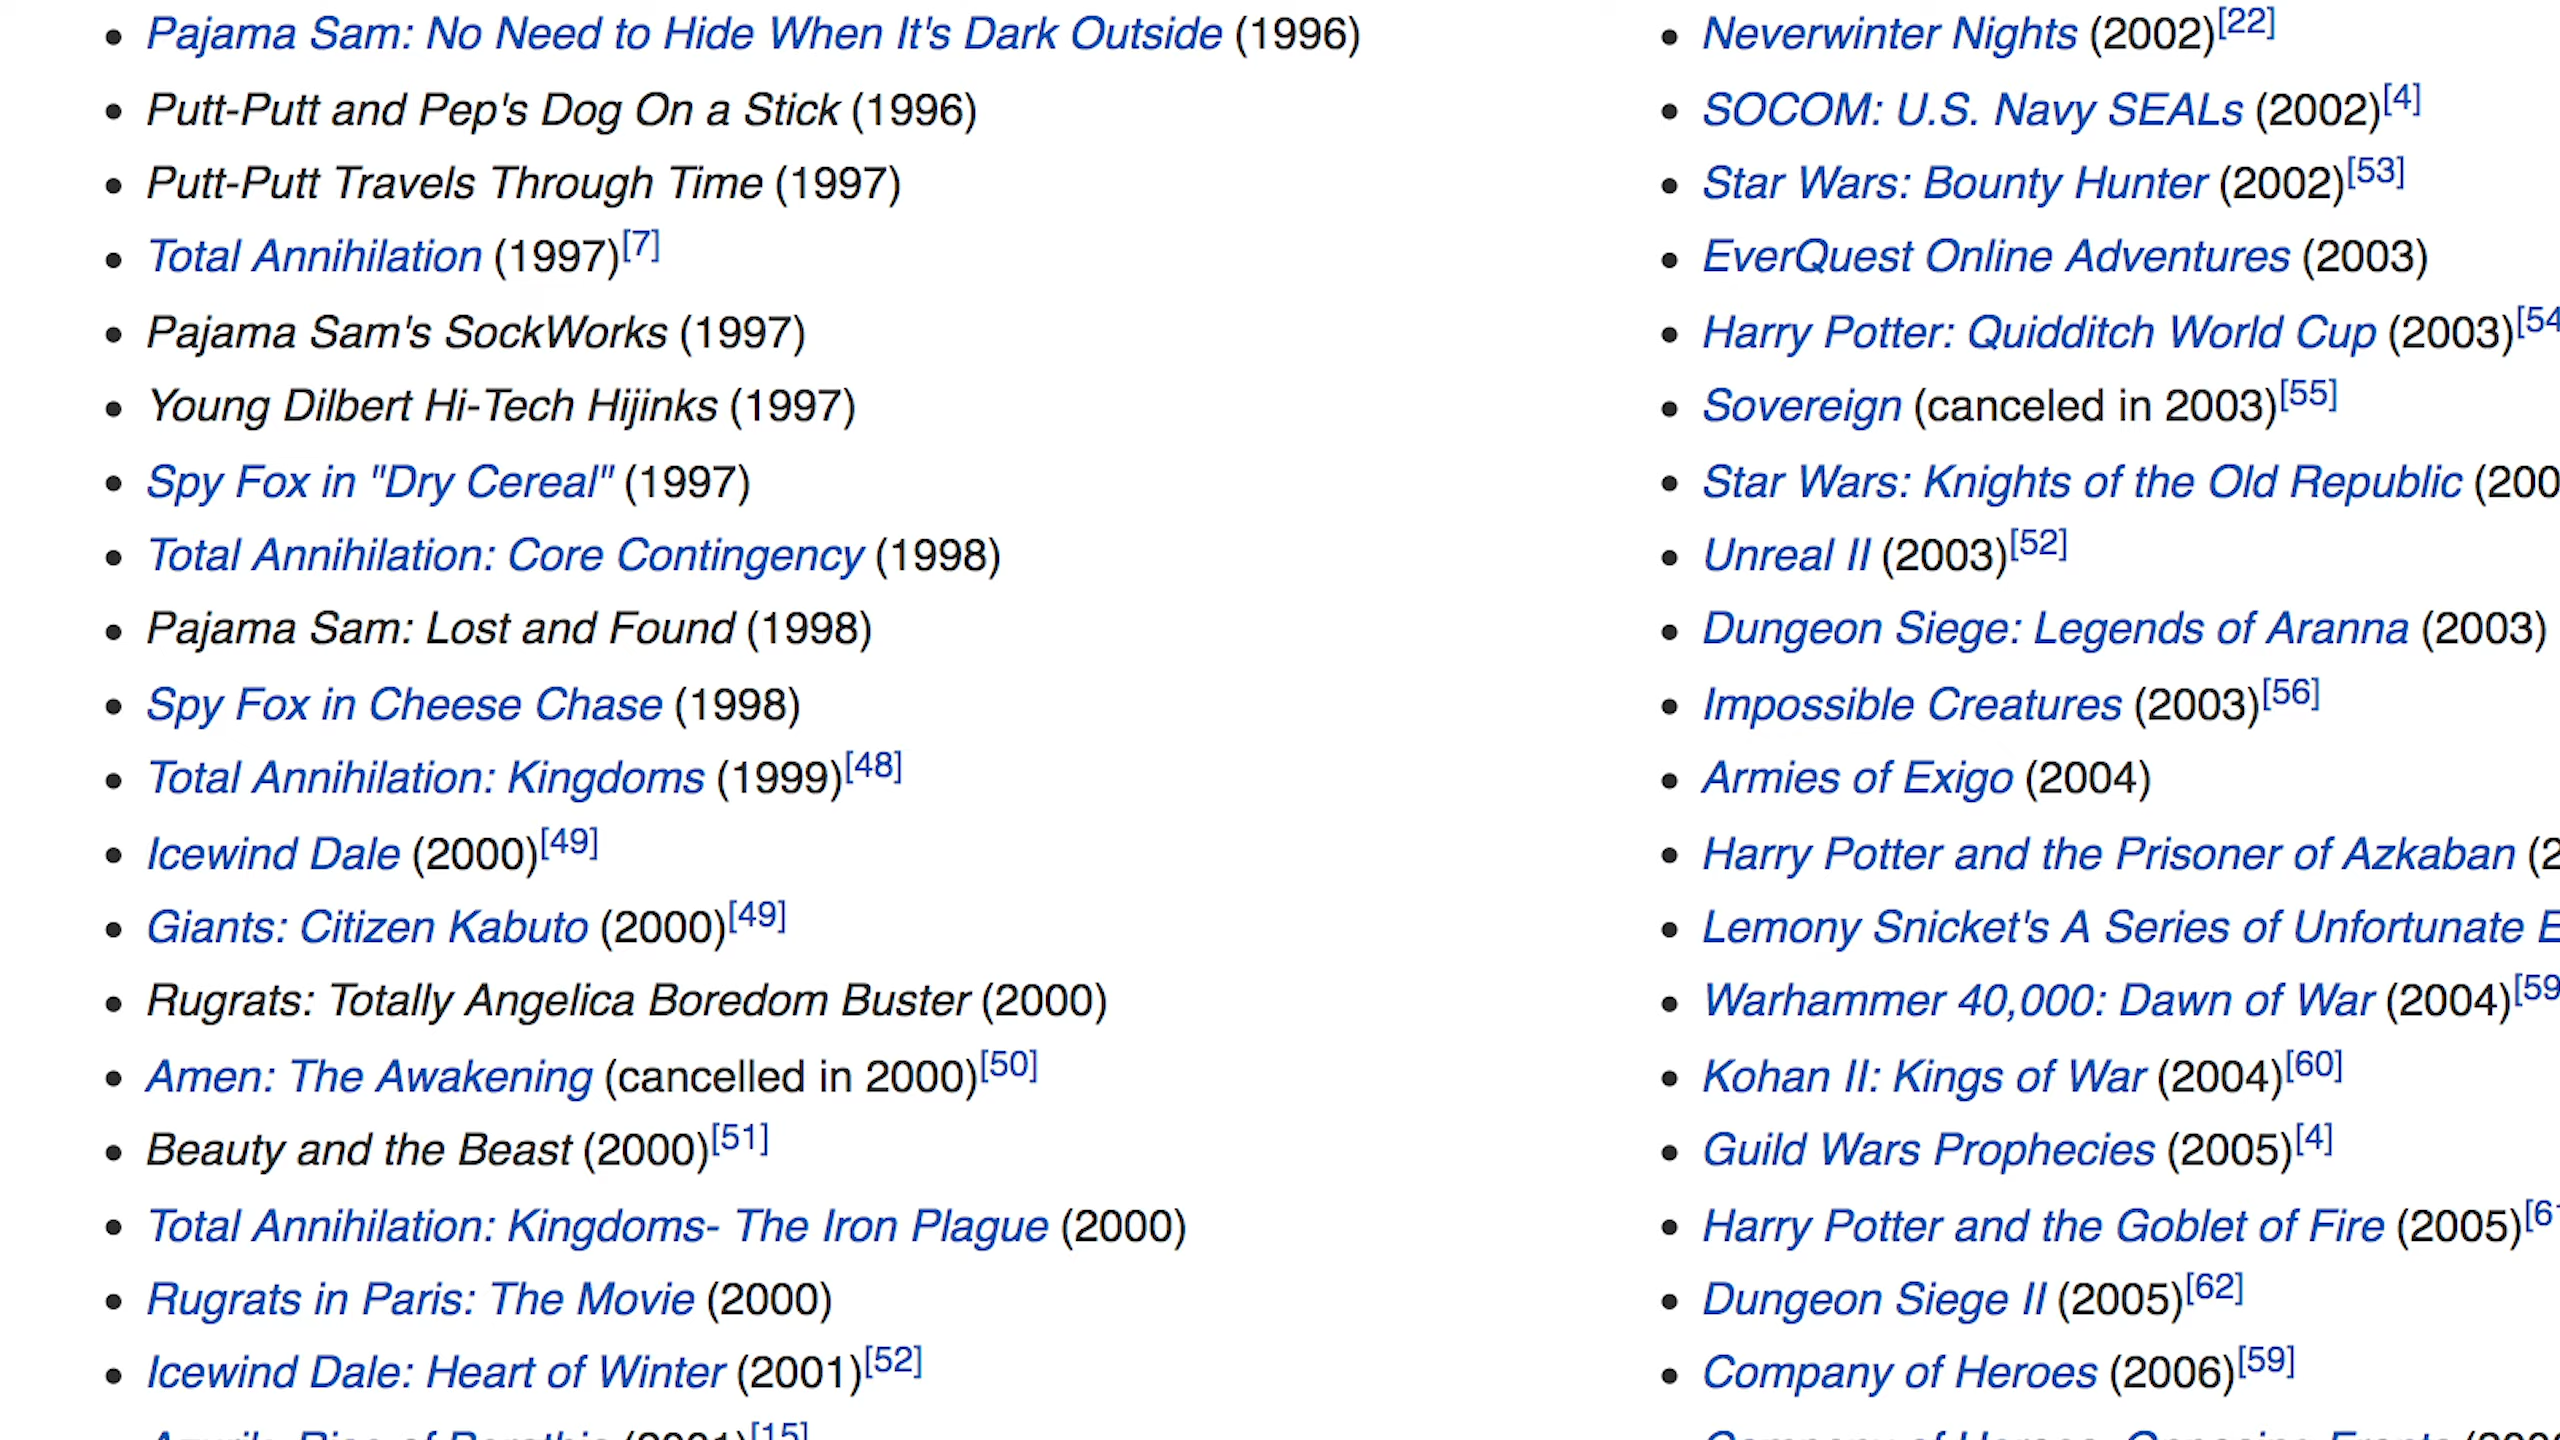 Pajama Sam: No Need to Hide When It's Dark Outside (1996)
Putt-Putt and Pep's Dog On a Stick (1996)
Putt-Putt Travels Through Time (1997)
Total Annihilation (1997)[7]
Pajama Sam's SockWorks (1997)
Young Dilbert Hi-Tech Hijinks (1997)
Spy Fox in "Dry Cereal" (1997)
Total Annihilation: Core Contingency (1998)
Pajama Sam: Lost and Found (1998)
Spy Fox in Cheese Chase (1998)
Total Annihilation: Kingdoms (1999)[48]
Icewind Dale (2000)[49]
Giants: Citizen Kabuto (2000)[49]
Rugrats: Totally Angelica Boredom Buster (2000)
Amen: The Awakening (cancelled in 2000)[50]
Beauty and the Beast (2000)[51]
Total Annihilation: Kingdoms- The Iron Plague (2000)
Rugrats in Paris: The Movie (2000)
Icewind Dale: Heart of Winter (2001)[52]
Neverwinter Nights (2002)[22]
SOCOM: U.S. Navy SEALs (2002)[4]
Star Wars: Bounty Hunter (2002)[53]
EverQuest Online Adventures (2003)
Harry Potter: Quidditch World Cup (2003)[54
Sovereign (canceled in 2003)[55]
Star Wars: Knights of the Old Republic (200
Unreal II (2003)[52]
Dungeon Siege: Legends of Aranna (2003)
Impossible Creatures (2003)[56]
Armies of Exigo (2004)
Harry Potter and the Prisoner of Azkaban (2
Lemony Snicket's A Series of Unfortunate E
Warhammer 40,000: Dawn of War (2004)[59
Kohan II: Kings of War (2004)[60]
Guild Wars Prophecies (2005)[4]
Harry Potter and the Goblet of Fire (2005)[6
Dungeon Siege II (2005)[62]
Company of Heroes (2006)[59]